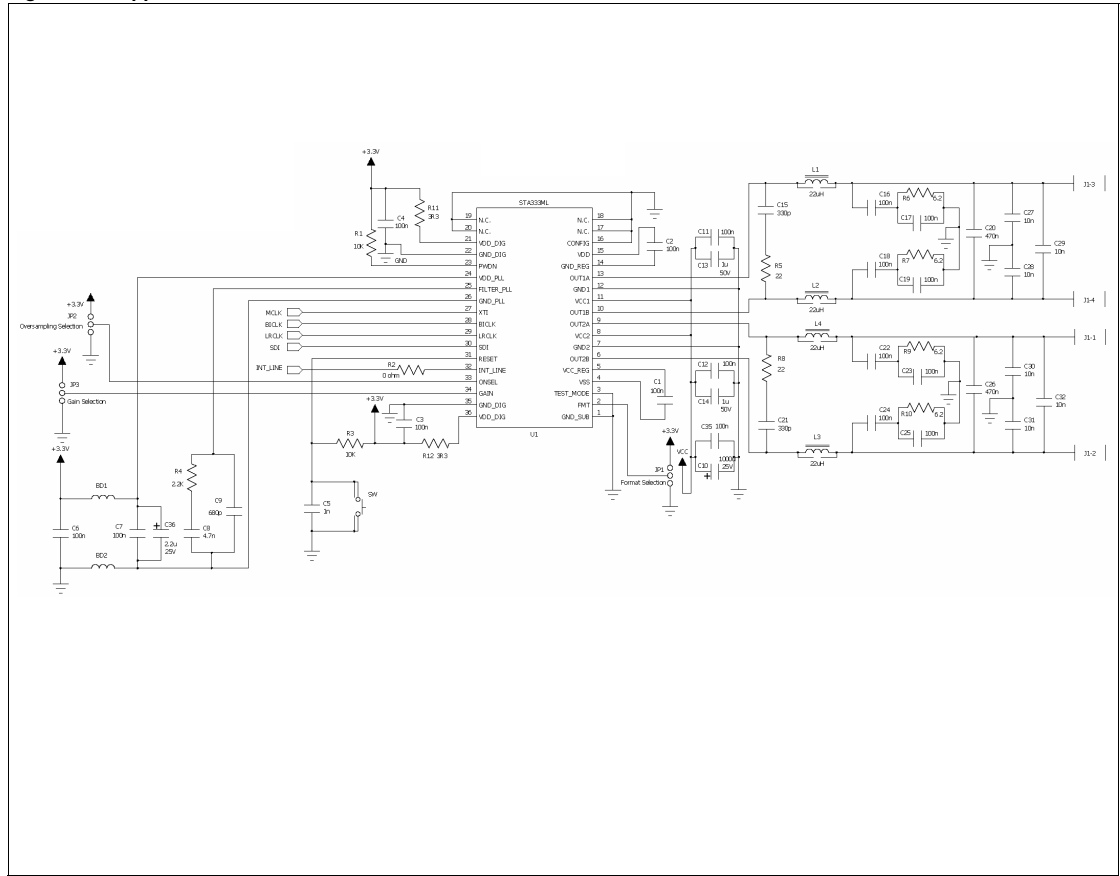 +3.3V
STA333ML
R11
3R3
C4
100n
R1
10K
GND
19 N.C.
20 N.C.
21 VDD_DIG
22 GND_DIG
23 PWDN
24 VDD_PLL
25 FILTER_PLL
26 GND_PLL
27 XTI
28 BICLK
29 LRCLK
30 SDI
31 RESET
32 INT_LINE
33 ONSEL
34 GAIN
35 GND_DIG
36 VDD_DIG
N.C. 18
N.C. 17
CONFIG 16
VDD 15
GND_REG 14
OUT1A 13
GND1 12
VCC1 11
OUT1B 10
OUT2A 9
VCC2 8
GND2 7
OUT2B 6
VCC_REG 5
VSS 4
TEST_MODE 3
FMT 2
GND_SUB 1
U1
MCLK
BICLK
LRCLK
SDI
INT_LINE
R2
0 ohm
+3.3V
JP2
Oversampling Selection
+3.3V
JP3
Gain Selection
+3.3V
BD1
BD2
C6
100n
C7
100n
C36
2.2u
25V
R4
2.2K
C8
4.7n
C9
680p
+3.3V
C3
100n
R3
10K
R12 3R3
C5
1n
SW
C2
100n
C1
100n
C11 100n
C13 1u
50V
C12 100n
C14 1u
50V
C35 100n
C10
25V
VCC
+3.3V
JP1
Format Selection
C15
330p
R5
22
R8
22
C21
330p
L1
22uH
L2
22uH
L4
22uH
L3
22uH
C16
100n
R6 6.2
C17 100n
C18
100n
R7 6.2
C19 100n
C20
470n
C27
10n
C28
10n
C29
10n
C22
100n
R9 6.2
C23 100n
C24
100n
R10 6.2
C25 100n
C26
470n
C30
10n
C31
10n
C32
10n
J1-3
J1-4
J1-1
J1-2